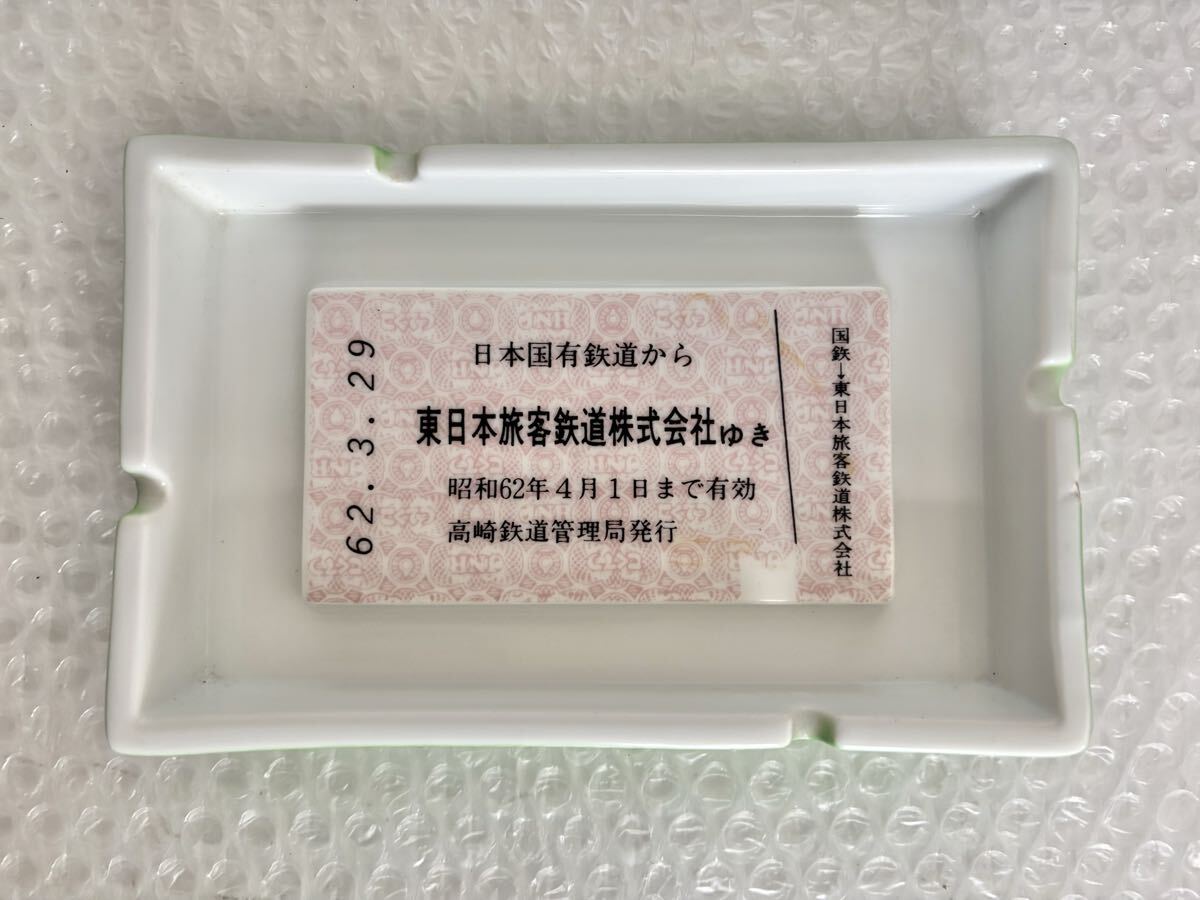 62.3.29
日本国有鉄道から
東日本旅客鉄道株式会社ゆき
昭和62年4月1日まで有効
高崎鉄道管理局発行
国鉄→東日本旅客鉄道株式会社